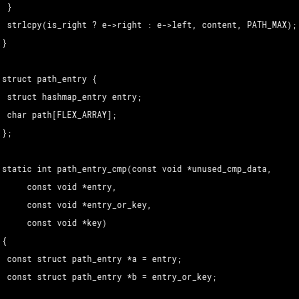 }
strlcpy(is_right ? e->right : e->left, content, PATH_MAX);
}
struct path_entry {
struct hashmap_entry entry;
char path[FLEX_ARRAY];
};
static int path_entry_cmp(const void *unused_cmp_data,
const void *entry,
const void *entry_or_key,
const void *key)
{
const struct path_entry *a = entry;
const struct path_entry *b = entry_or_key;